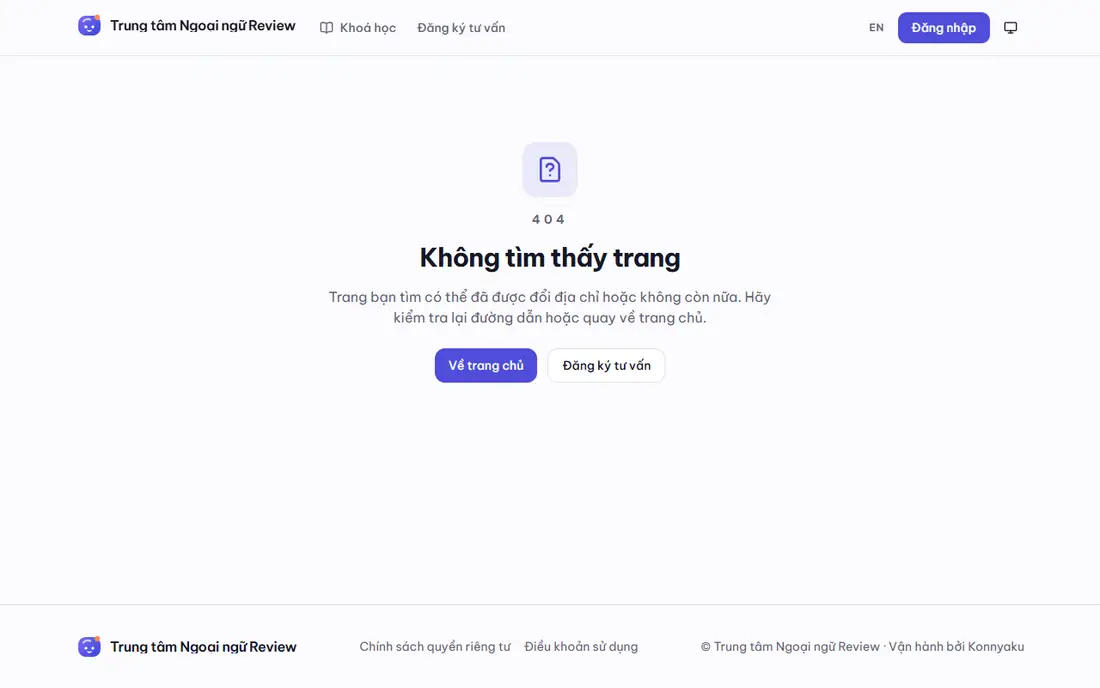 Trung tâm Ngoại ngữ Review
Khoá học
Đăng ký tư vấn
EN
Đăng nhập
404
Không tìm thấy trang
Trang bạn tìm có thể đã được đổi địa chỉ hoặc không còn nữa. Hãy
kiểm tra lại đường dẫn hoặc quay về trang chủ.
Về trang chủ
Đăng ký tư vấn
Trung tâm Ngoại ngữ Review
Chính sách quyền riêng tư
Điều khoản sử dụng
© Trung tâm Ngoại ngữ Review · Vận hành bởi Konnyaku